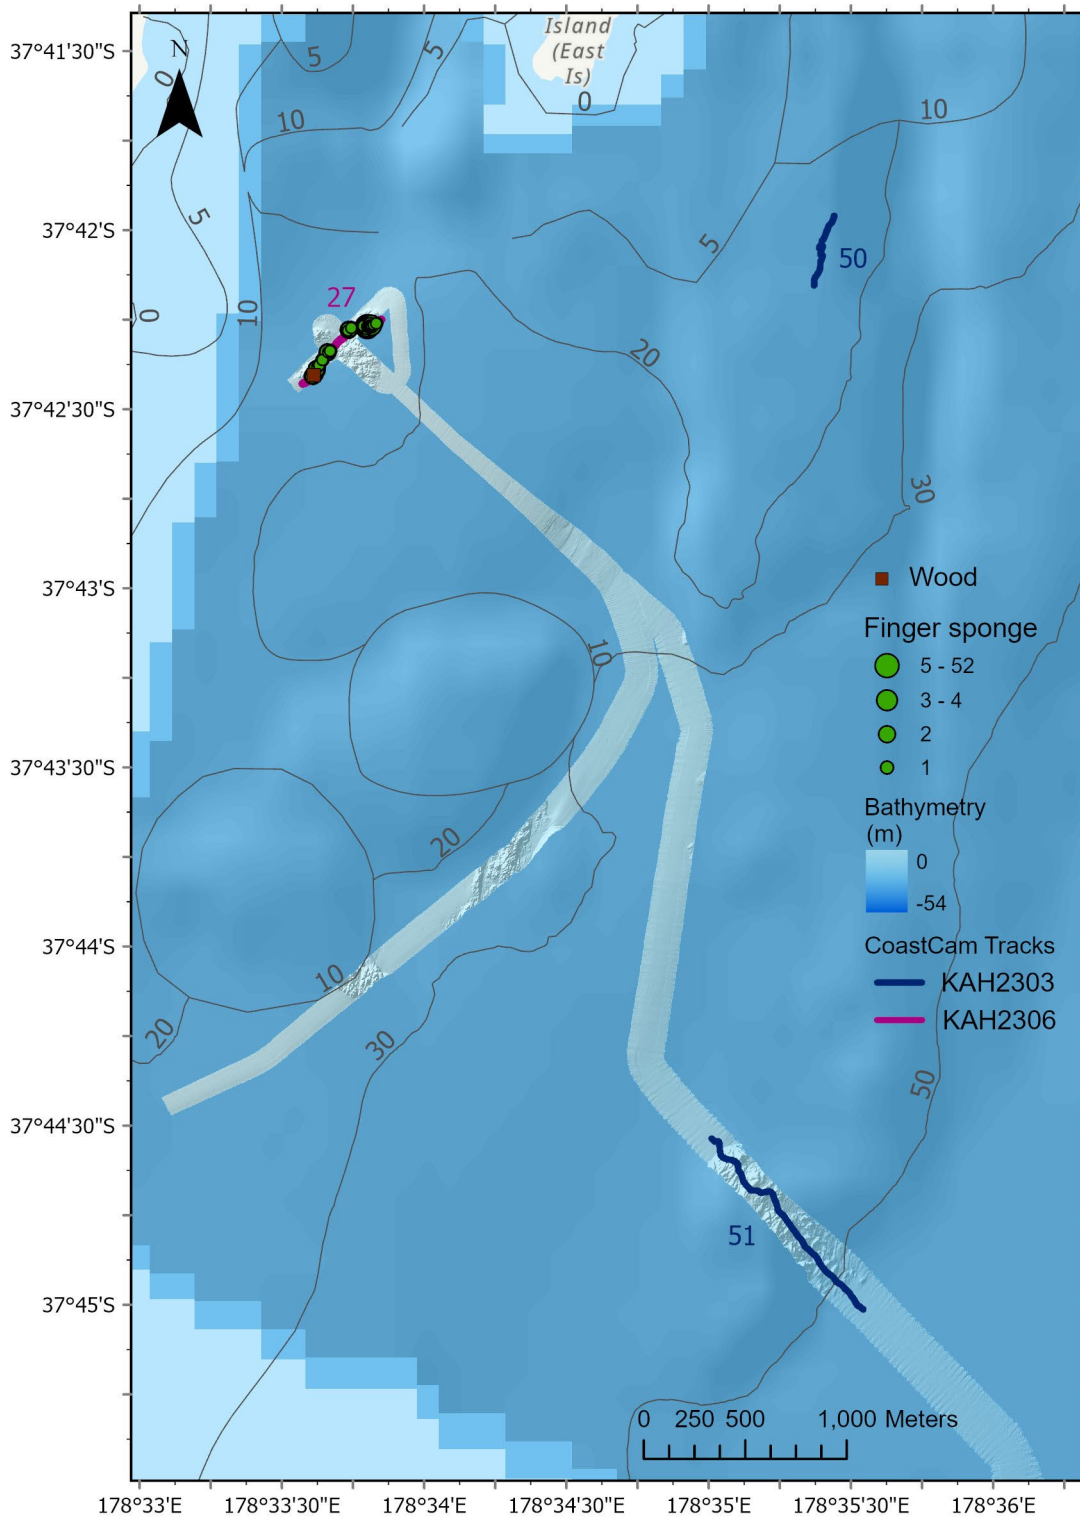 37°41'30"S
N
Island
(East
Is)
0
5
5
0
10
10
37°42'S
5
5
50
0
10
27
20
37°42'30"S
30
37°43'S
10
Wood
Finger sponge
5 - 52
3 - 4
2
1
37°43'30"S
Bathymetry
(m)
0
-54
20
37°44'S
CoastCam Tracks
KAH2303
KAH2306
10
20
30
50
37°44'30"S
51
37°45'S
0 250 500 1,000 Meters
178°33'E 178°33'30"E 178°34'E 178°34'30"E 178°35'E 178°35'30"E 178°36'E